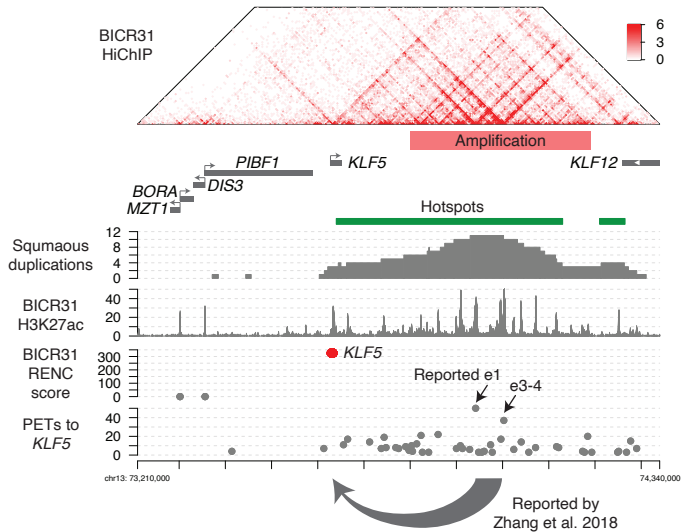 BICR31
HiChIP
6
3
0
Amplification
PIBF1
KLF5
KLF12
DIS3
BORA
MZT1
Hotspots
Squmaous
duplications
12
8
4
0
BICR31
H3K27ac
40
20
0
BICR31
RENC
score
300
200
100
0
KLF5
Reported e1
e3-4
PETs to
KLF5
40
20
0
chr13: 73,210,000
74,340,000
Reported by
Zhang et al. 2018